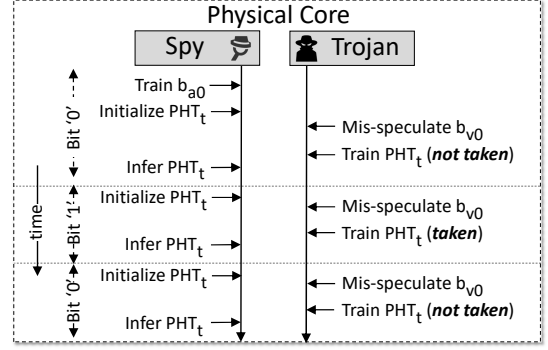 Physical Core
Spy
Trojan
Train b_a0
Initialize PHT_t
Mis-speculate b_v0
Train PHT_t (not taken)
Infer PHT_t
Bit '0'
Initialize PHT_t
Mis-speculate b_v0
Train PHT_t (taken)
Infer PHT_t
Bit '1'
Initialize PHT_t
Mis-speculate b_v0
Train PHT_t (not taken)
Infer PHT_t
Bit '0'
time